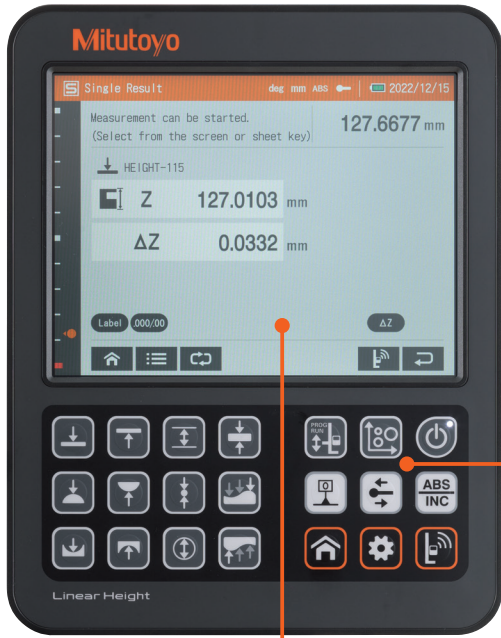 Mitutoyo
S Single Result deg mm ABS 2022/12/15
Measurement can be started.
(Select from the screen or sheet key)
127.6677 mm
HEIGHT-115
Z 127.0103 mm
ΔZ 0.0332 mm
Label .000/.00 ΔZ
PROG
RUN
0
ABS
INC
Linear Height